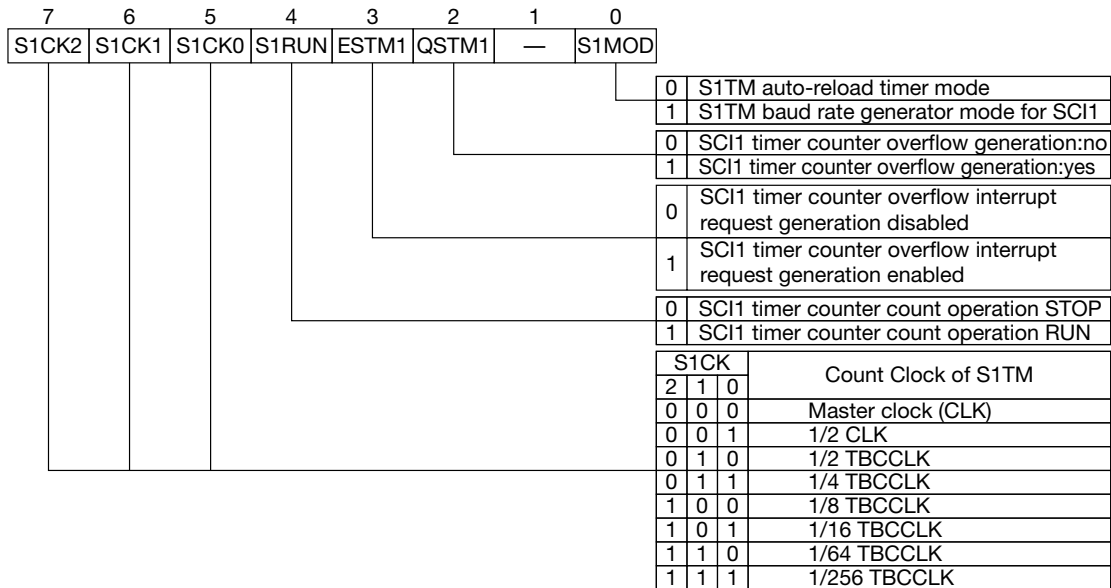 7 6 5 4 3 2 1 0
S1CK2 S1CK1 S1CK0 S1RUN ESTM1 QSTM1 — S1MOD
0 S1TM auto-reload timer mode
1 S1TM baud rate generator mode for SCI1
0 SCI1 timer counter overflow generation:no
1 SCI1 timer counter overflow generation:yes
0 SCI1 timer counter overflow interrupt
request generation disabled
1 SCI1 timer counter overflow interrupt
request generation enabled
0 SCI1 timer counter count operation STOP
1 SCI1 timer counter count operation RUN
S1CK Count Clock of S1TM
2 1 0
0 0 0 Master clock (CLK)
0 0 1 1/2 CLK
0 1 0 1/2 TBCCLK
0 1 1 1/4 TBCCLK
1 0 0 1/8 TBCCLK
1 0 1 1/16 TBCCLK
1 1 0 1/64 TBCCLK
1 1 1 1/256 TBCCLK